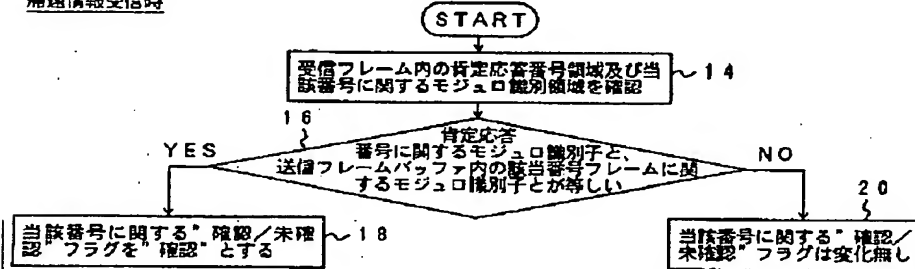 帰還情報受信時
START
受信フレーム内の肯定応答番号領域及び当
該番号に関するモジュロ識別領域を確認
14
16
肯定応答
番号に関するモジュロ識別子と、
送信フレームバッファ内の該当番号フレームに関
するモジュロ識別子とが等しい
YES
NO
当該番号に関する"確認/未確
認"フラグを"確認"とする
18
20
当該番号に関する"確認/
未確認"フラグは変化無し